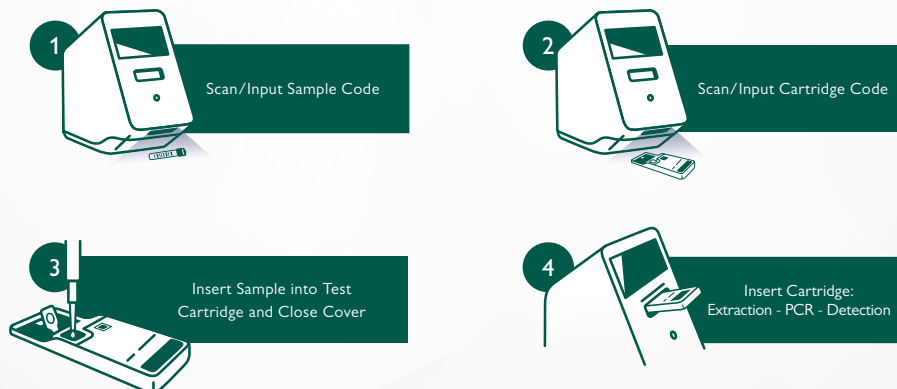 1
Scan/Input Sample Code
2
Scan/Input Cartridge Code
3
Insert Sample into Test
Cartridge and Close Cover
4
Insert Cartridge:
Extraction - PCR - Detection